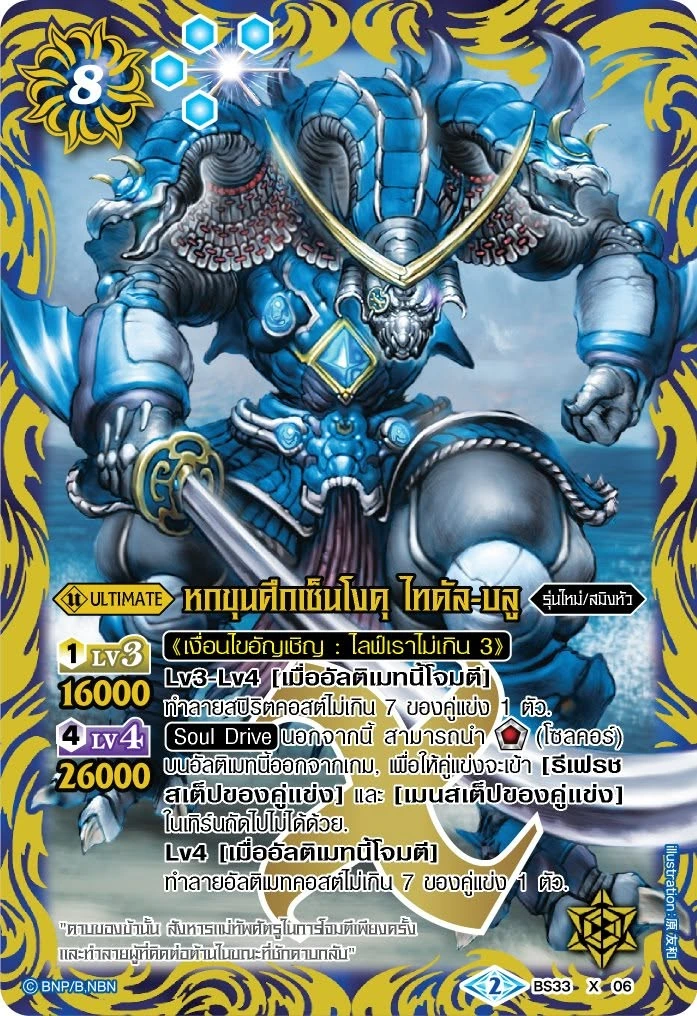 8
ULTIMATE
หกขุนศึกเซ็นโงคุ ไทดัล-บลู
รุ่นใหม่/สมิงหัว
1 LV3
16000
4 LV4
26000
《เงื่อนไขอัญเชิญ : ไลฟ์เราไม่เกิน 3》
Lv3-Lv4 [เมื่ออัลติเมทนี้โจมตี]
ทำลายสปิริตคอสต์ไม่เกิน 7 ของคู่แข่ง 1 ตัว.
Soul Drive นอกจากนี้ สามารถนำ (โซลคอร์)
บนอัลติเมทนี้ออกจากเกม, เพื่อให้คู่แข่งจะเข้า [รีเฟรช
สเต็ปของคู่แข่ง] และ [เมนสเต็ปของคู่แข่ง]
ในเทิร์นถัดไปไม่ได้ด้วย.
Lv4 [เมื่ออัลติเมทนี้โจมตี]
ทำลายอัลติเมทคอสต์ไม่เกิน 7 ของคู่แข่ง 1 ตัว.
"ดาบของข้านั้น สังหารแม่ทัพศัตรูในการโจมตีเพียงครั้ง
และทำลายผู้ที่คิดต่อต้านในขณะที่ชักดาบกลับ"
illustration : 原 友和
©BNP/B,NBN
2
BS33 X 06